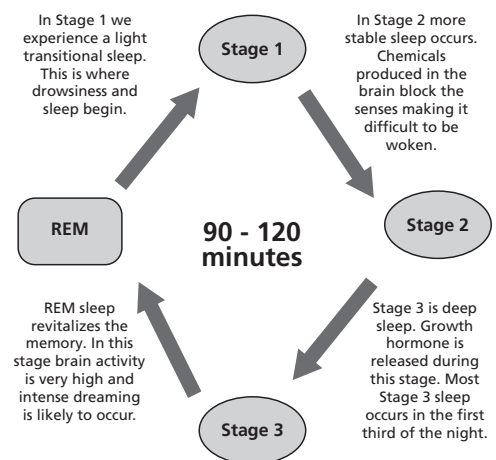 In Stage 1 we
experience a light
transitional sleep.
This is where
drowsiness and
sleep begin.
Stage 1
In Stage 2 more
stable sleep occurs.
Chemicals
produced in the
brain block the
senses making it
difficult to be
woken.
REM
90 - 120
minutes
Stage 2
REM sleep
revitalizes the
memory. In this
stage brain activity
is very high and
intense dreaming
is likely to occur.
Stage 3 is deep
sleep. Growth
hormone is
released during
this stage. Most
Stage 3 sleep
occurs in the first
third of the night.
Stage 3